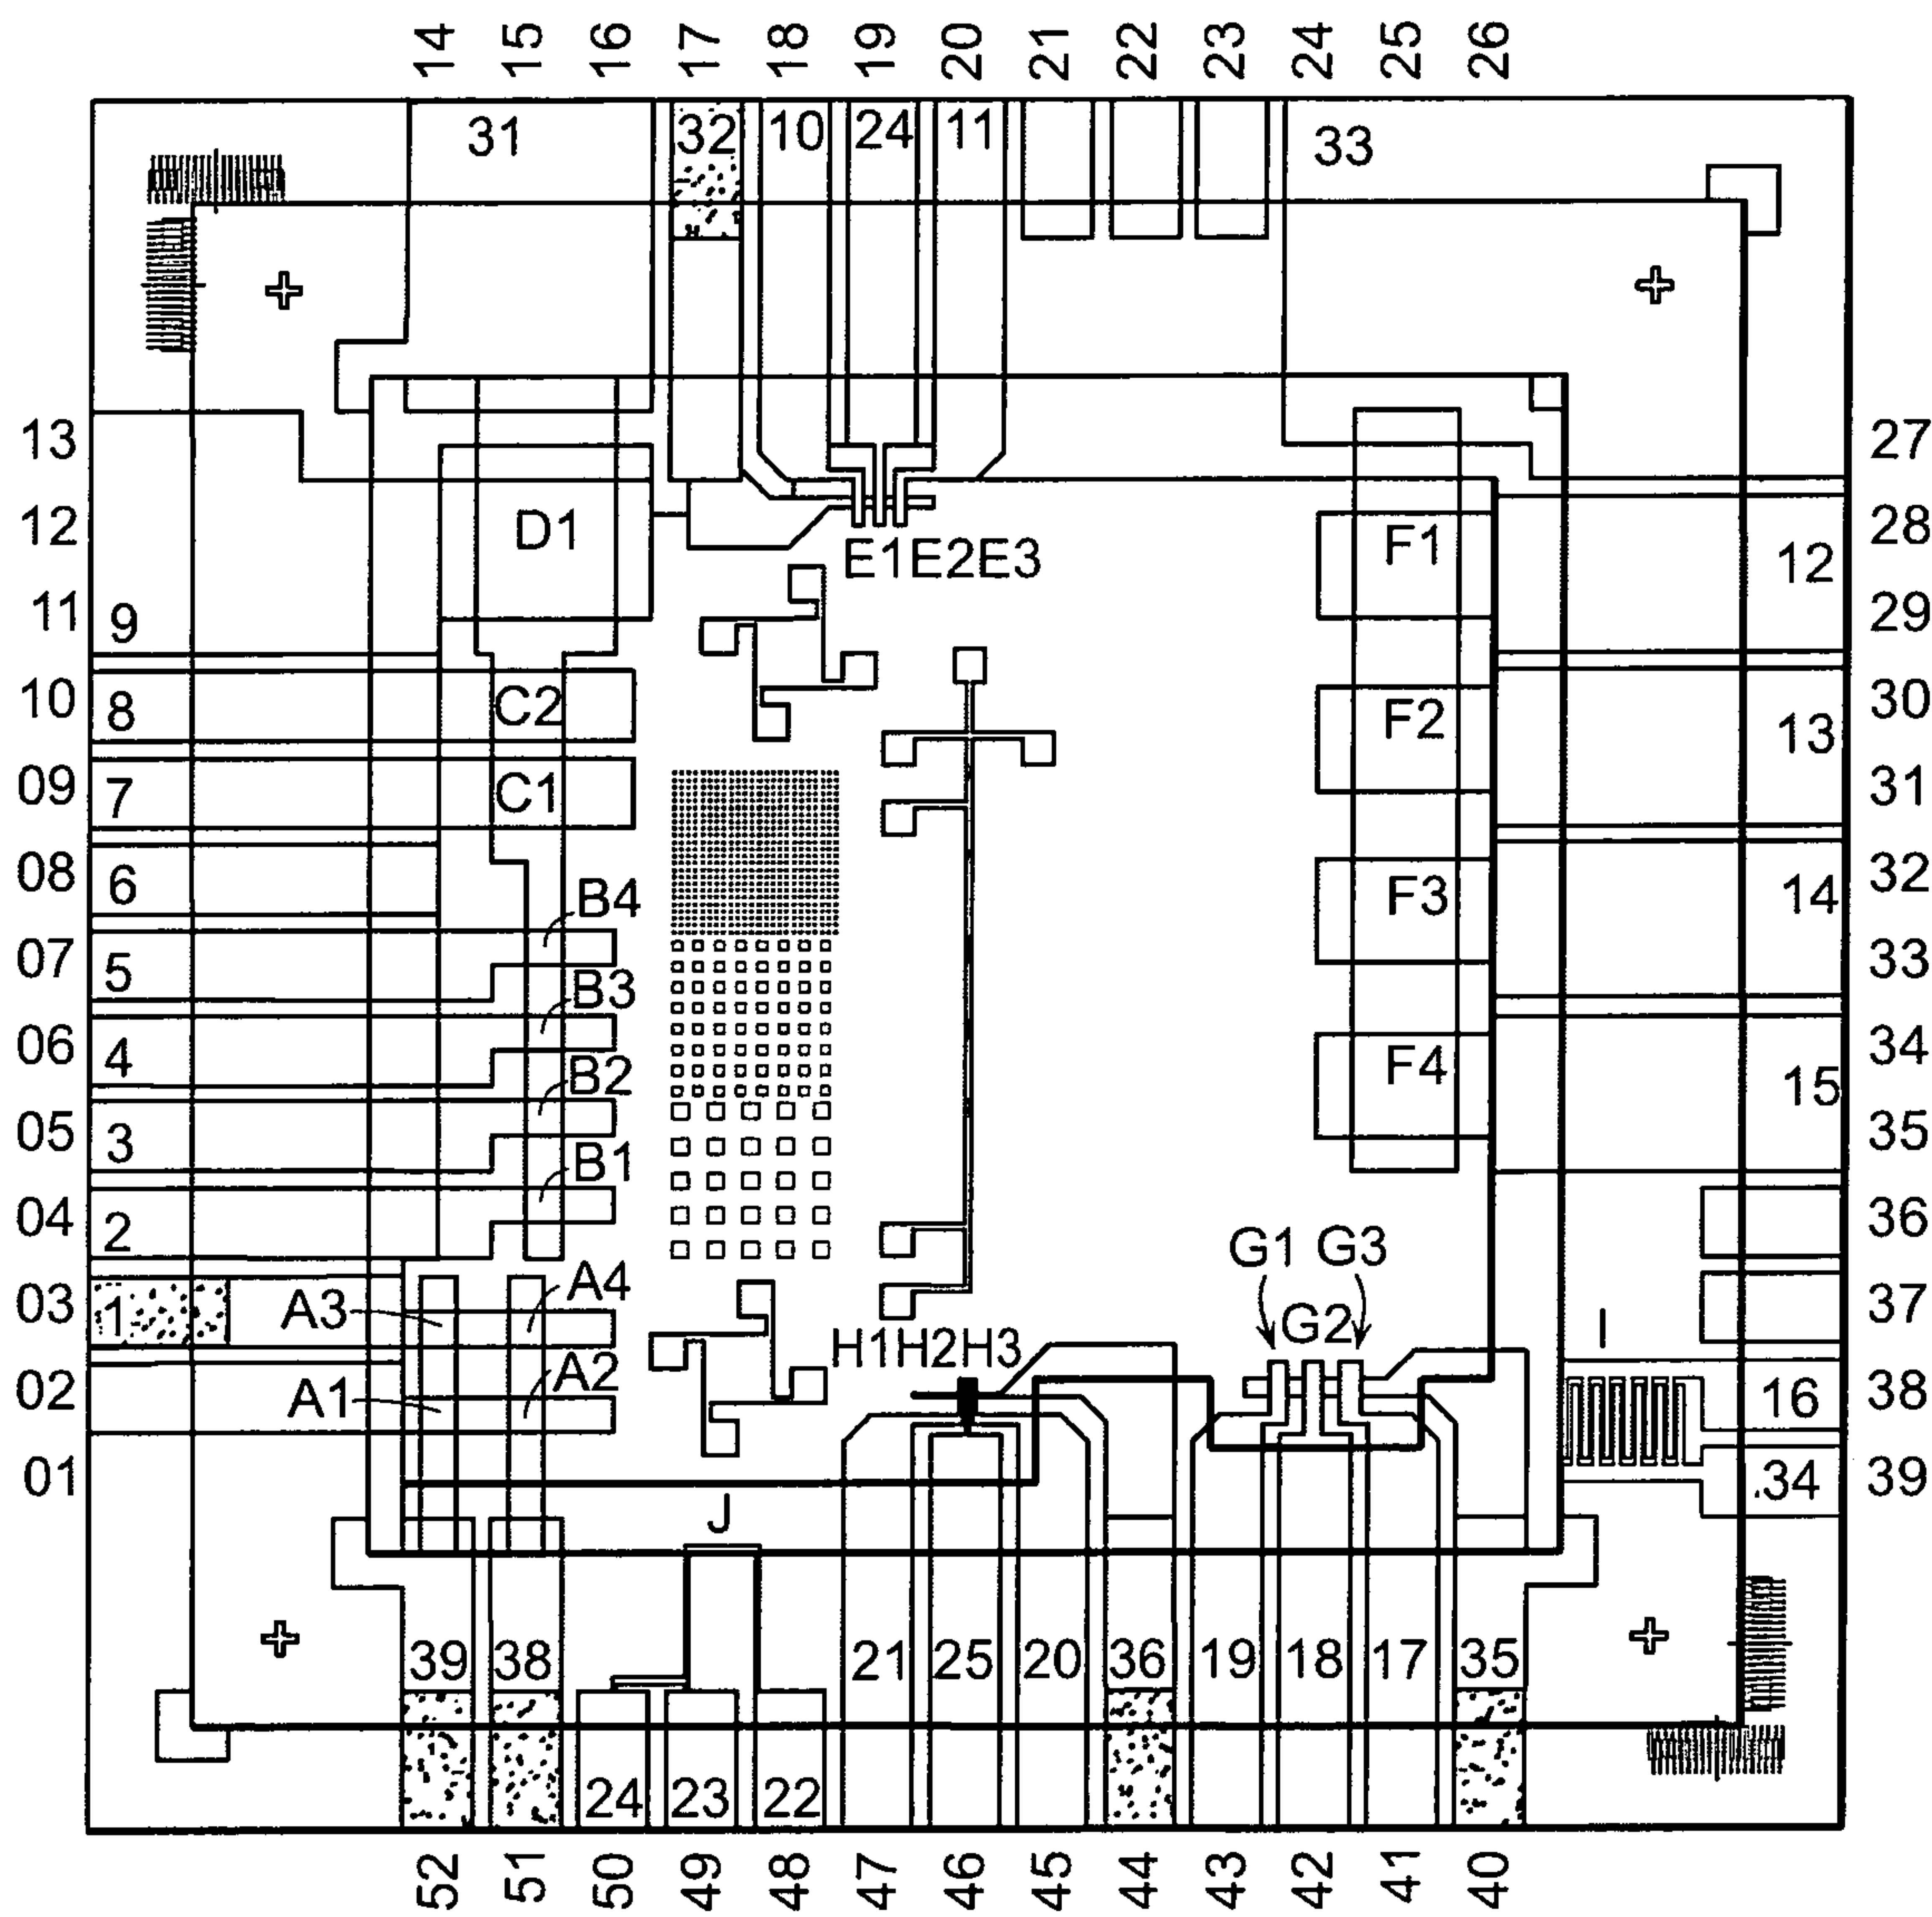 14 15 16 17 18 19 20 21 22 23 24 25 26
31 32 10 24 11 33
13 27
12 D1 E1E2E3 F1 12 28
11 9 29
10 8 C2 F2 13 30
09 7 C1 31
08 6 B4 F3 14 32
07 5 B3 33
06 4 B2 F4 15 34
05 3 B1 35
04 2 G1 G3 36
03 1 A3 A4 G2 I 37
02 A1 A2 H1H2H3 16 38
01 J .34 39
39 38 21 25 20 36 19 18 17 35
24 23 22
52 51 50 49 48 47 46 45 44 43 42 41 40